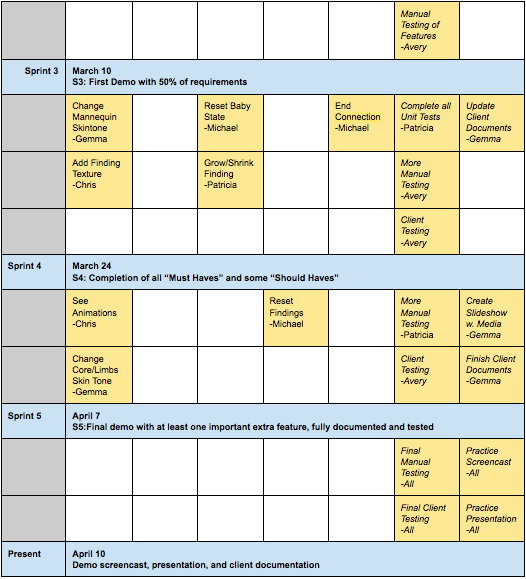 Manual
Testing of
Features
-Avery
Sprint 3
March 10
S3: First Demo with 50% of requirements
Change
Mannequin
Skintone
-Gemma
Reset Baby
State
-Michael
End
Connection
-Michael
Complete all
Unit Tests
-Patricia
Update
Client
Documents
-Gemma
Add Finding
Texture
-Chris
Grow/Shrink
Finding
-Patricia
More
Manual
Testing
-Avery
Client
Testing
-Avery
Sprint 4
March 24
S4: Completion of all “Must Haves” and some “Should Haves”
See
Animations
-Chris
Reset
Findings
-Michael
More
Manual
Testing
-Patricia
Create
Slideshow
w. Media
-Gemma
Change
Core/Limbs
Skin Tone
-Gemma
Client
Testing
-Avery
Finish Client
Documents
-Gemma
Sprint 5
April 7
S5:Final demo with at least one important extra feature, fully documented and tested
Final
Manual
Testing
-All
Practice
Screencast
-All
Final Client
Testing
-All
Practice
Presentation
-All
Present
April 10
Demo screencast, presentation, and client documentation